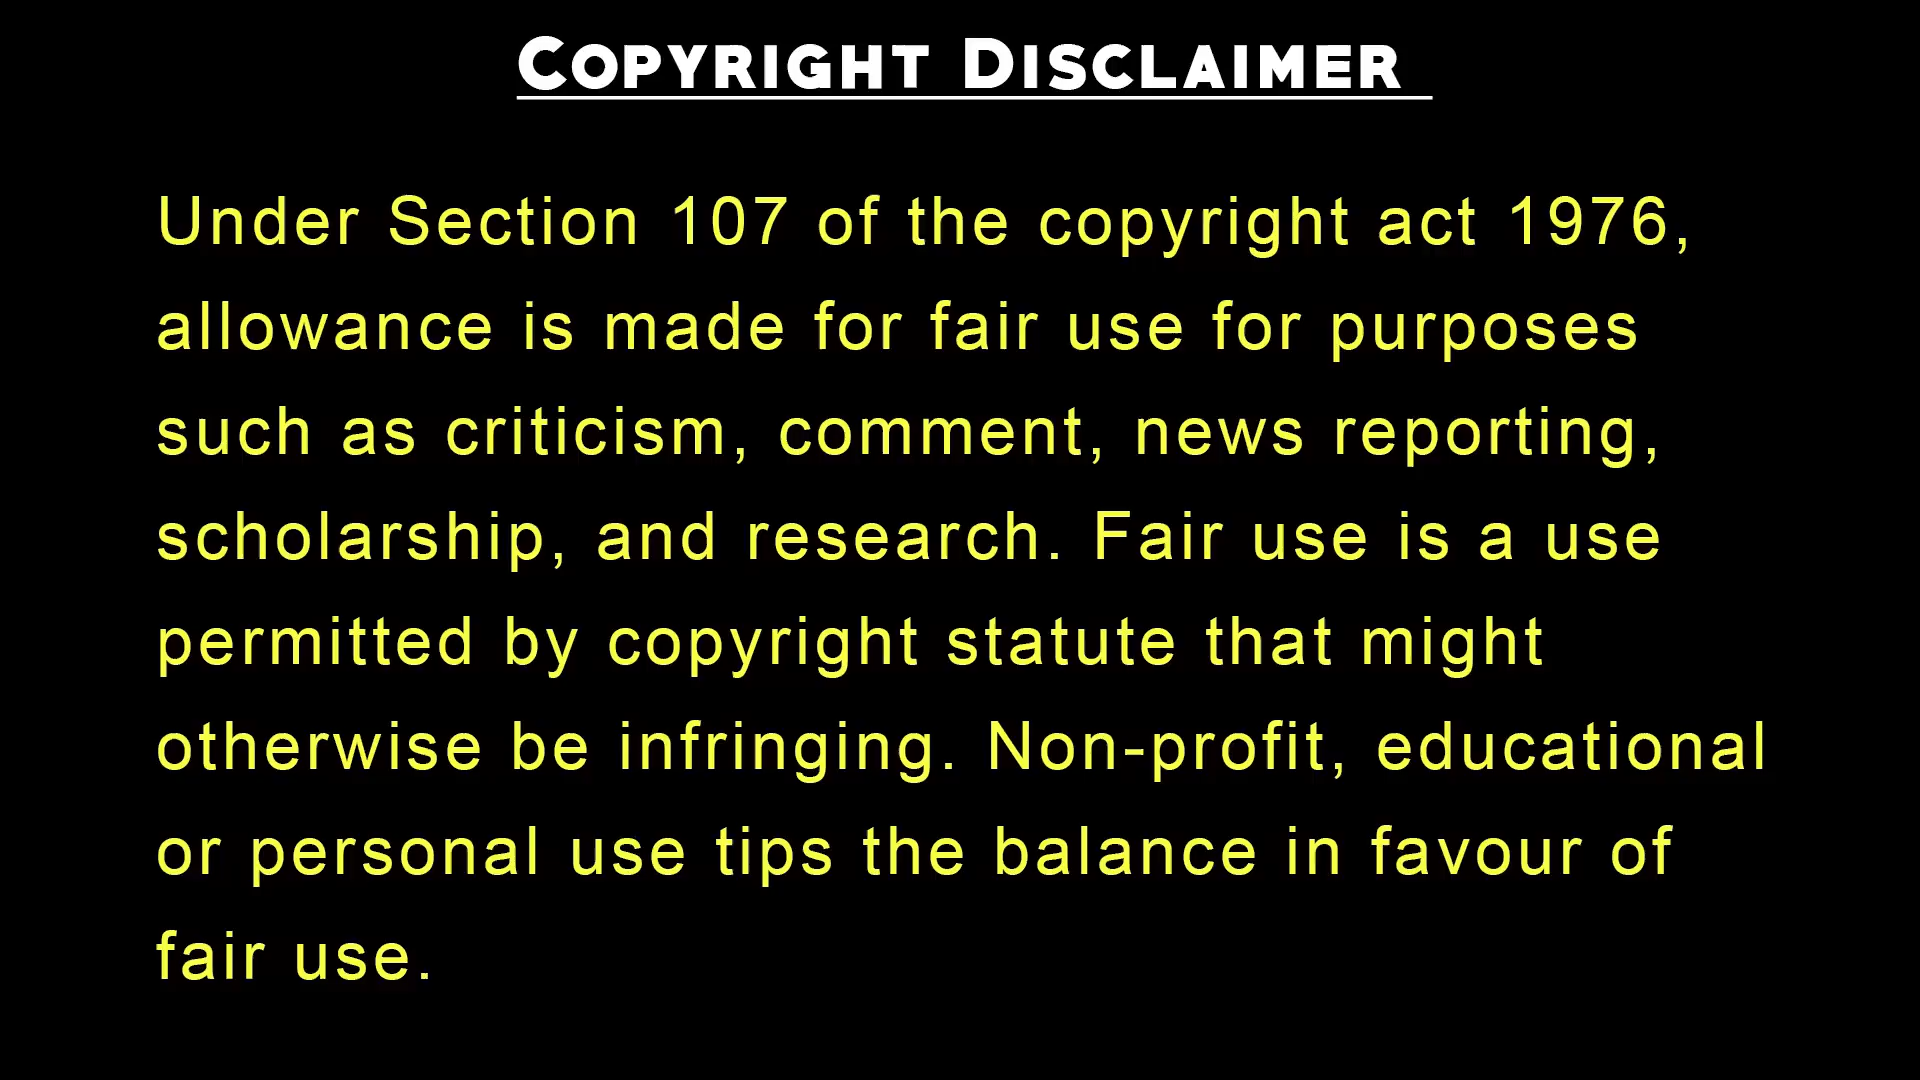 Copyright Disclaimer
Under Section 107 of the copyright act 1976,
allowance is made for fair use for purposes
such as criticism, comment, news reporting,
scholarship, and research. Fair use is a use
permitted by copyright statute that might
otherwise be infringing. Non-profit, educational
or personal use tips the balance in favour of
fair use.